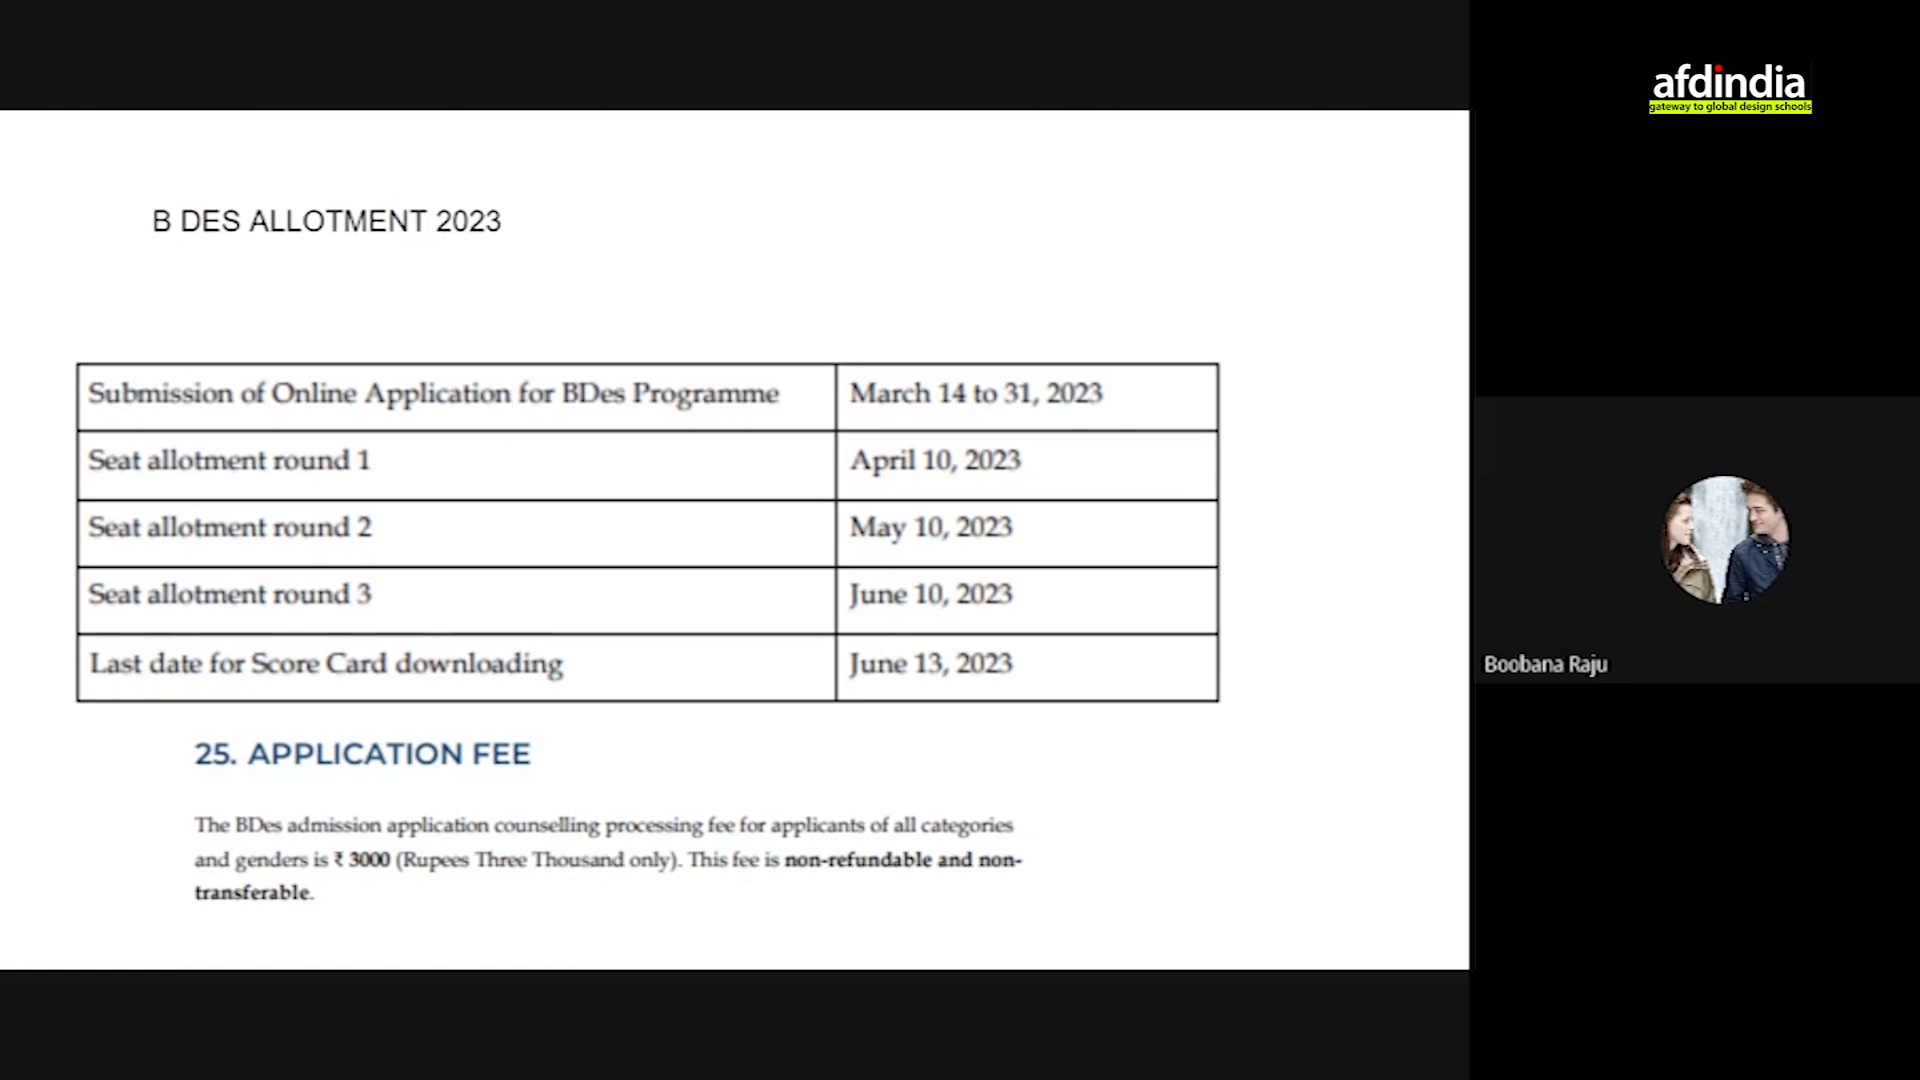 afdindia
gateway to global design schools
B DES ALLOTMENT 2023
Submission of Online Application for BDes Programme March 14 to 31, 2023
Seat allotment round 1 April 10, 2023
Seat allotment round 2 May 10, 2023
Seat allotment round 3 June 10, 2023
Last date for Score Card downloading June 13, 2023
25. APPLICATION FEE
The BDes admission application counselling processing fee for applicants of all categories
and genders is ₹ 3000 (Rupees Three Thousand only). This fee is non-refundable and non-
transferable.
Boobana Raju